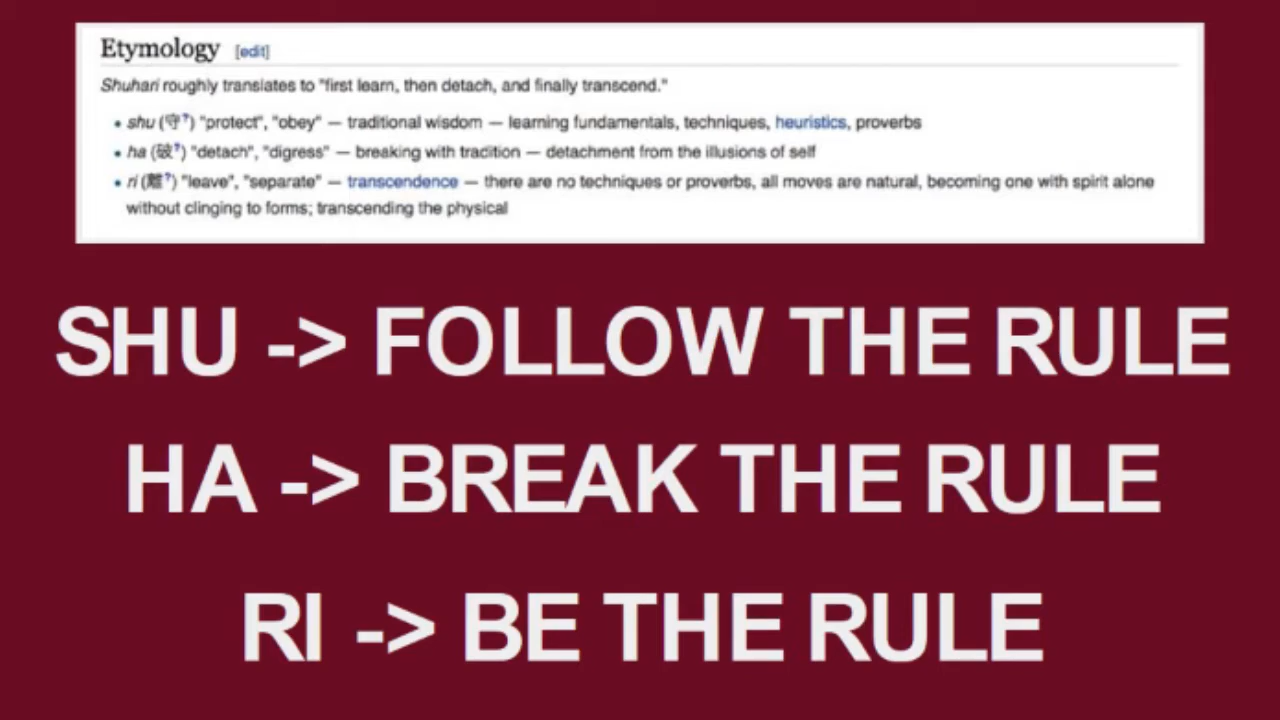 Etymology [edit]
Shuhari roughly translates to "first learn, then detach, and finally transcend."
• shu (守?) "protect", "obey" — traditional wisdom — learning fundamentals, techniques, heuristics, proverbs
• ha (破?) "detach", "digress" — breaking with tradition — detachment from the illusions of self
• ri (離?) "leave", "separate" — transcendence — there are no techniques or proverbs, all moves are natural, becoming one with spirit alone
without clinging to forms; transcending the physical
SHU -> FOLLOW THE RULE
HA -> BREAK THE RULE
RI -> BE THE RULE